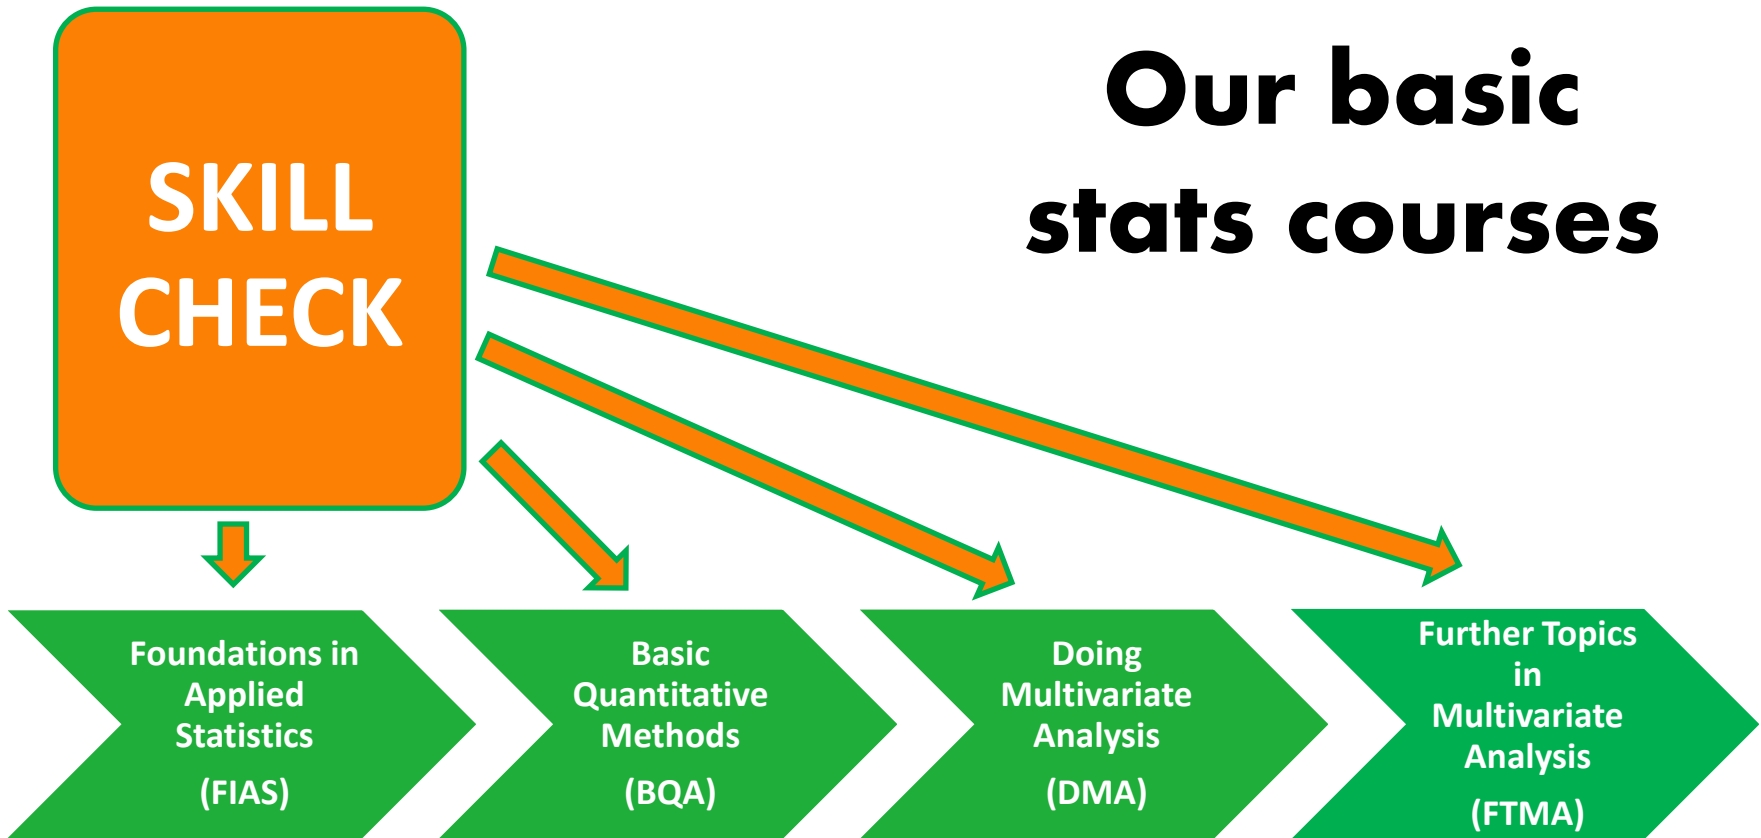 Our basic
stats courses
SKILL
CHECK
Foundations in
Applied
Statistics
(FIAS)
Basic
Quantitative
Methods
(BQA)
Doing
Multivariate
Analysis
(DMA)
Further Topics
in
Multivariate
Analysis
(FTMA)